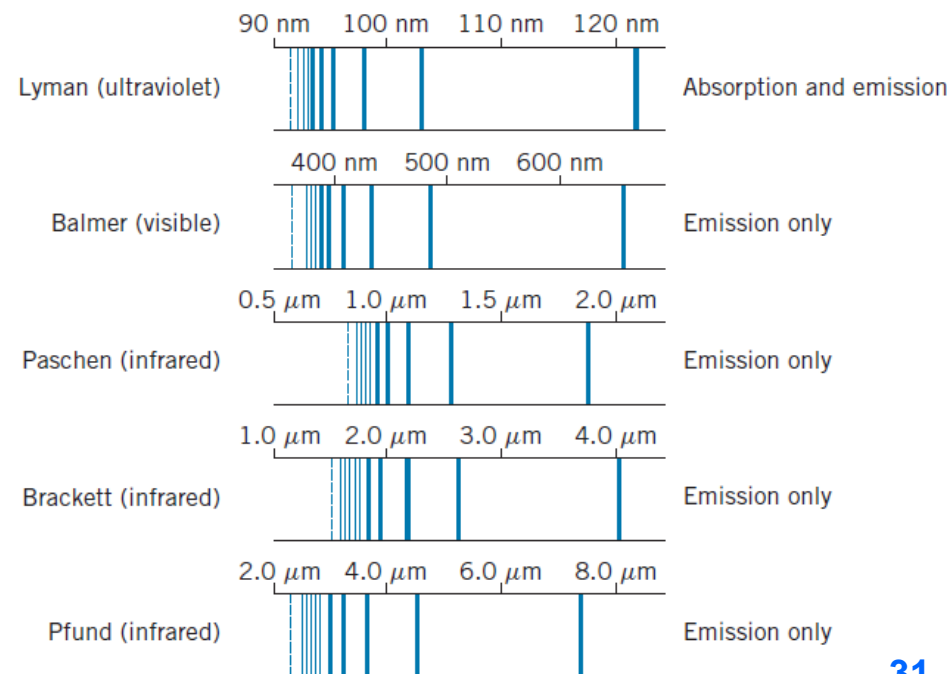 90 nm 100 nm 110 nm 120 nm
Lyman (ultraviolet) Absorption and emission
400 nm 500 nm 600 nm
Balmer (visible) Emission only
0.5 μm 1.0 μm 1.5 μm 2.0 μm
Paschen (infrared) Emission only
1.0 μm 2.0 μm 3.0 μm 4.0 μm
Brackett (infrared) Emission only
2.0 μm 4.0 μm 6.0 μm 8.0 μm
Pfund (infrared) Emission only
31